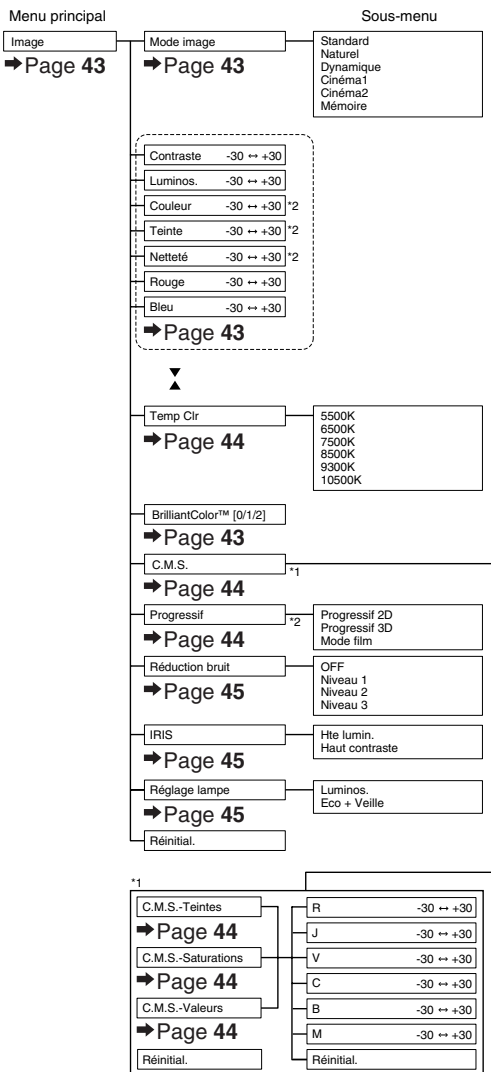 Menu principal
Sous-menu
Image
➡Page 43
Mode image
➡Page 43
Standard
Naturel
Dynamique
Cinéma1
Cinéma2
Mémoire
Contraste -30 ↔ +30
Luminos. -30 ↔ +30
Couleur -30 ↔ +30 *2
Teinte -30 ↔ +30 *2
Netteté -30 ↔ +30 *2
Rouge -30 ↔ +30
Bleu -30 ↔ +30
➡Page 43
Temp Clr
➡Page 44
5500K
6500K
7500K
8500K
9300K
10500K
BrilliantColor™ [0/1/2]
➡Page 43
C.M.S. *1
➡Page 44
Progressif *2
➡Page 44
Progressif 2D
Progressif 3D
Mode film
Réduction bruit
➡Page 45
OFF
Niveau 1
Niveau 2
Niveau 3
IRIS
➡Page 45
Hte lumin.
Haut contraste
Réglage lampe
➡Page 45
Luminos.
Eco + Veille
Réinitial.
*1
C.M.S.-Teintes
➡Page 44
C.M.S.-Saturations
➡Page 44
C.M.S.-Valeurs
➡Page 44
Réinitial.
R -30 ↔ +30
J -30 ↔ +30
V -30 ↔ +30
C -30 ↔ +30
B -30 ↔ +30
M -30 ↔ +30
Réinitial.